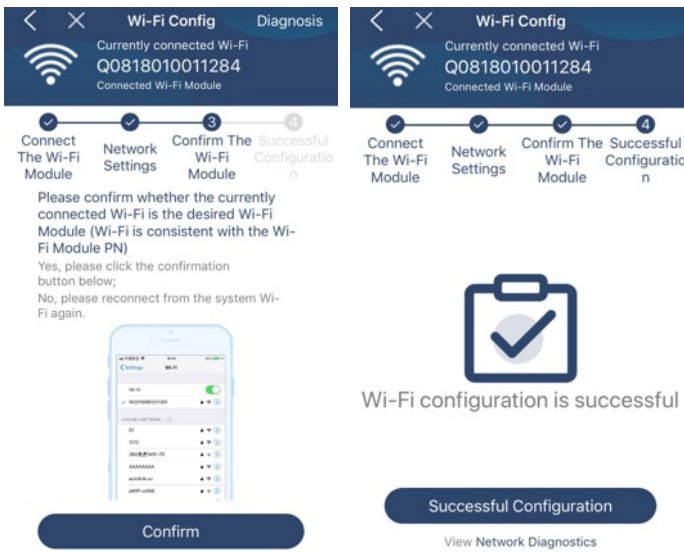 Wi-Fi Config
Diagnosis
Currently connected Wi-Fi
Q0818010011284
Connected Wi-Fi Module
3
4
Connect
The Wi-Fi
Module
Network
Settings
Confirm The
Wi-Fi
Module
Successful
Configuratio
n
Please confirm whether the currently
connected Wi-Fi is the desired Wi-Fi
Module (Wi-Fi is consistent with the Wi-
Fi Module PN)
Yes, please click the confirmation
button below;
No, please reconnect from the system Wi-
Fi again.
Settings
Wi-Fi
Wi-Fi
CHOOSE A NETWORK...
01
1212
AAAAAAAA
Confirm
Wi-Fi Config
Currently connected Wi-Fi
Q0818010011284
Connected Wi-Fi Module
4
Connect
The Wi-Fi
Module
Network
Settings
Confirm The
Wi-Fi
Module
Successful
Configuratio
n
Wi-Fi configuration is successful
Successful Configuration
View Network Diagnostics